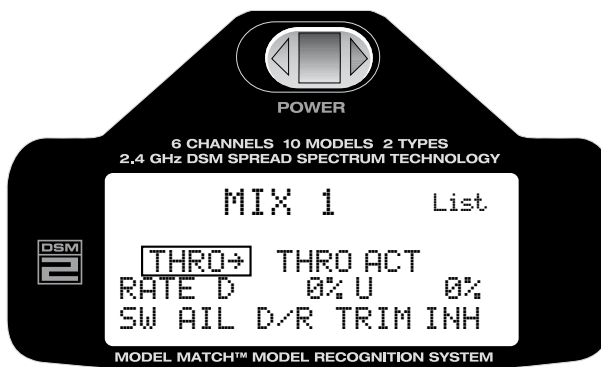 POWER
6 CHANNELS 10 MODELS 2 TYPES
2.4 GHz DSM SPREAD SPECTRUM TECHNOLOGY
MIX 1 List
DSM
2
THRO→ THRO ACT
RATE D 0% U 0%
SW AIL D/R TRIM INH
MODEL MATCH™ MODEL RECOGNITION SYSTEM